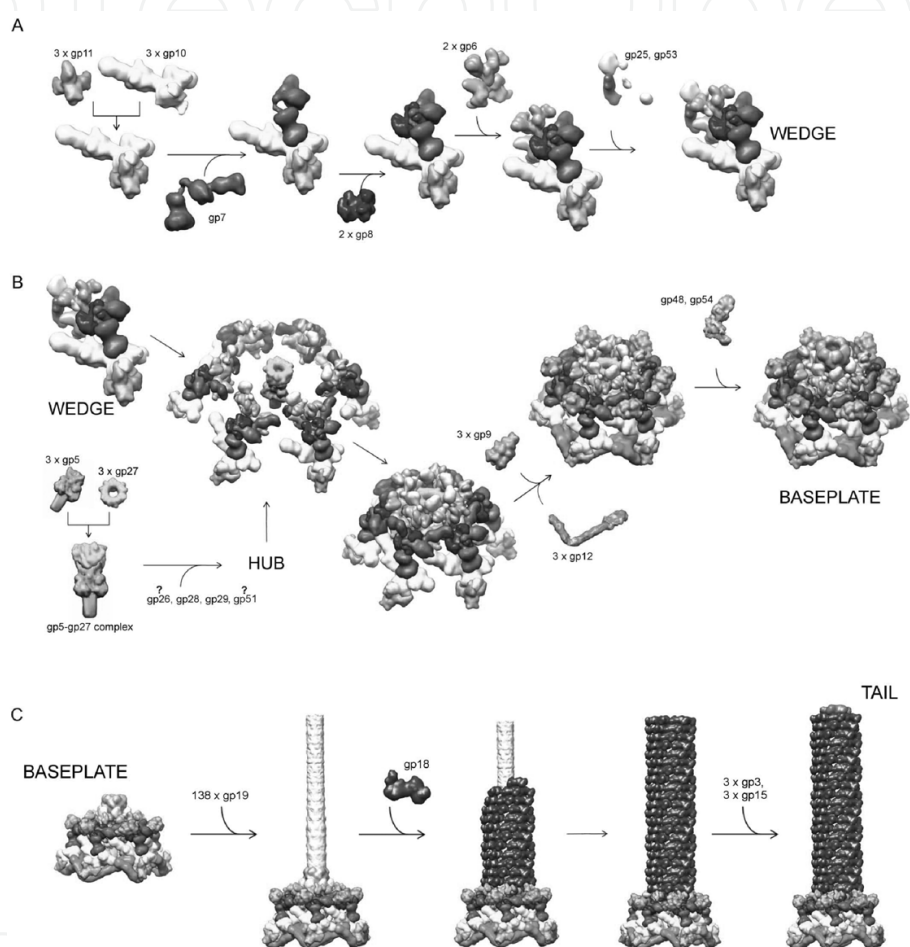 A
3 x gp11
3 x gp10
2 x gp6
gp25, gp53
WEDGE
gp7
2 x gp8
B
gp48, gp54
WEDGE
3 x gp5
3 x gp27
3 x gp9
BASEPLATE
HUB
3 x gp12
? ?
gp26, gp28, gp29, gp51
gp5-gp27 complex
TAIL
C
BASEPLATE
gp18
138 x gp19
3 x gp3,
3 x gp15